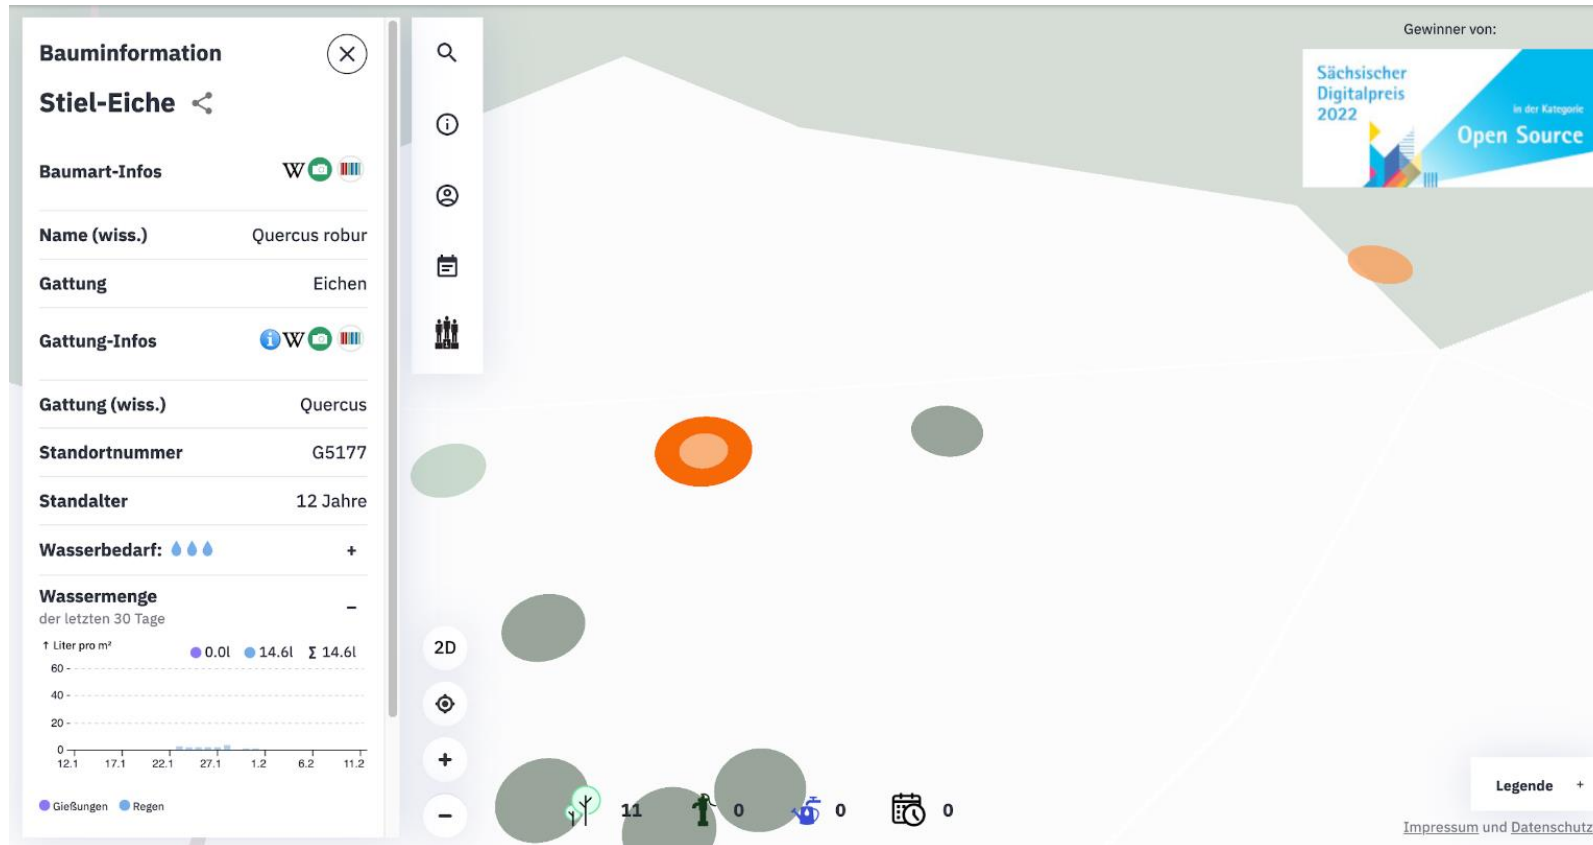 Bauminformation
Stiel-Eiche
Baumart-Infos W
Name (wiss.) Quercus robur
Gattung Eichen
Gattung-Infos i W
Gattung (wiss.) Quercus
Standortnummer G5177
Standalter 12 Jahre
Wasserbedarf: +
Wassermenge –
der letzten 30 Tage
↑ Liter pro m²
0.0l 14.6l Σ 14.6l
60
40
20
0
12.1 17.1 22.1 27.1 1.2 6.2 11.2
Gießungen Regen
2D
+
–
11 0 0 0
Gewinner von:
Sächsischer
Digitalpreis
2022
in der Kategorie
Open Source
Legende +
Impressum und Datenschutz